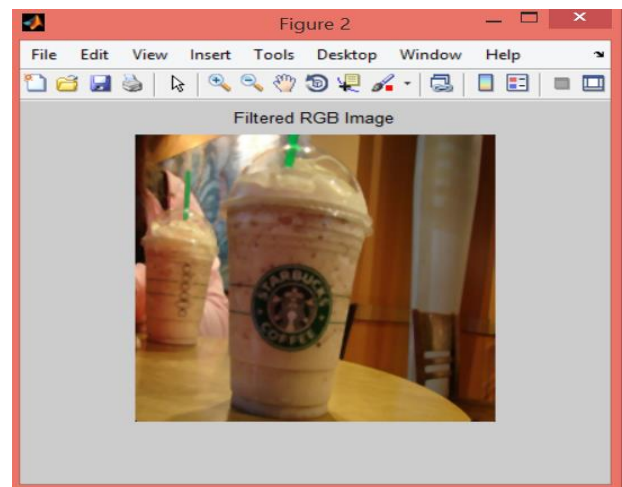 Figure 2
File Edit View Insert Tools Desktop Window Help
Filtered RGB Image
STARBUCKS
COFFEE